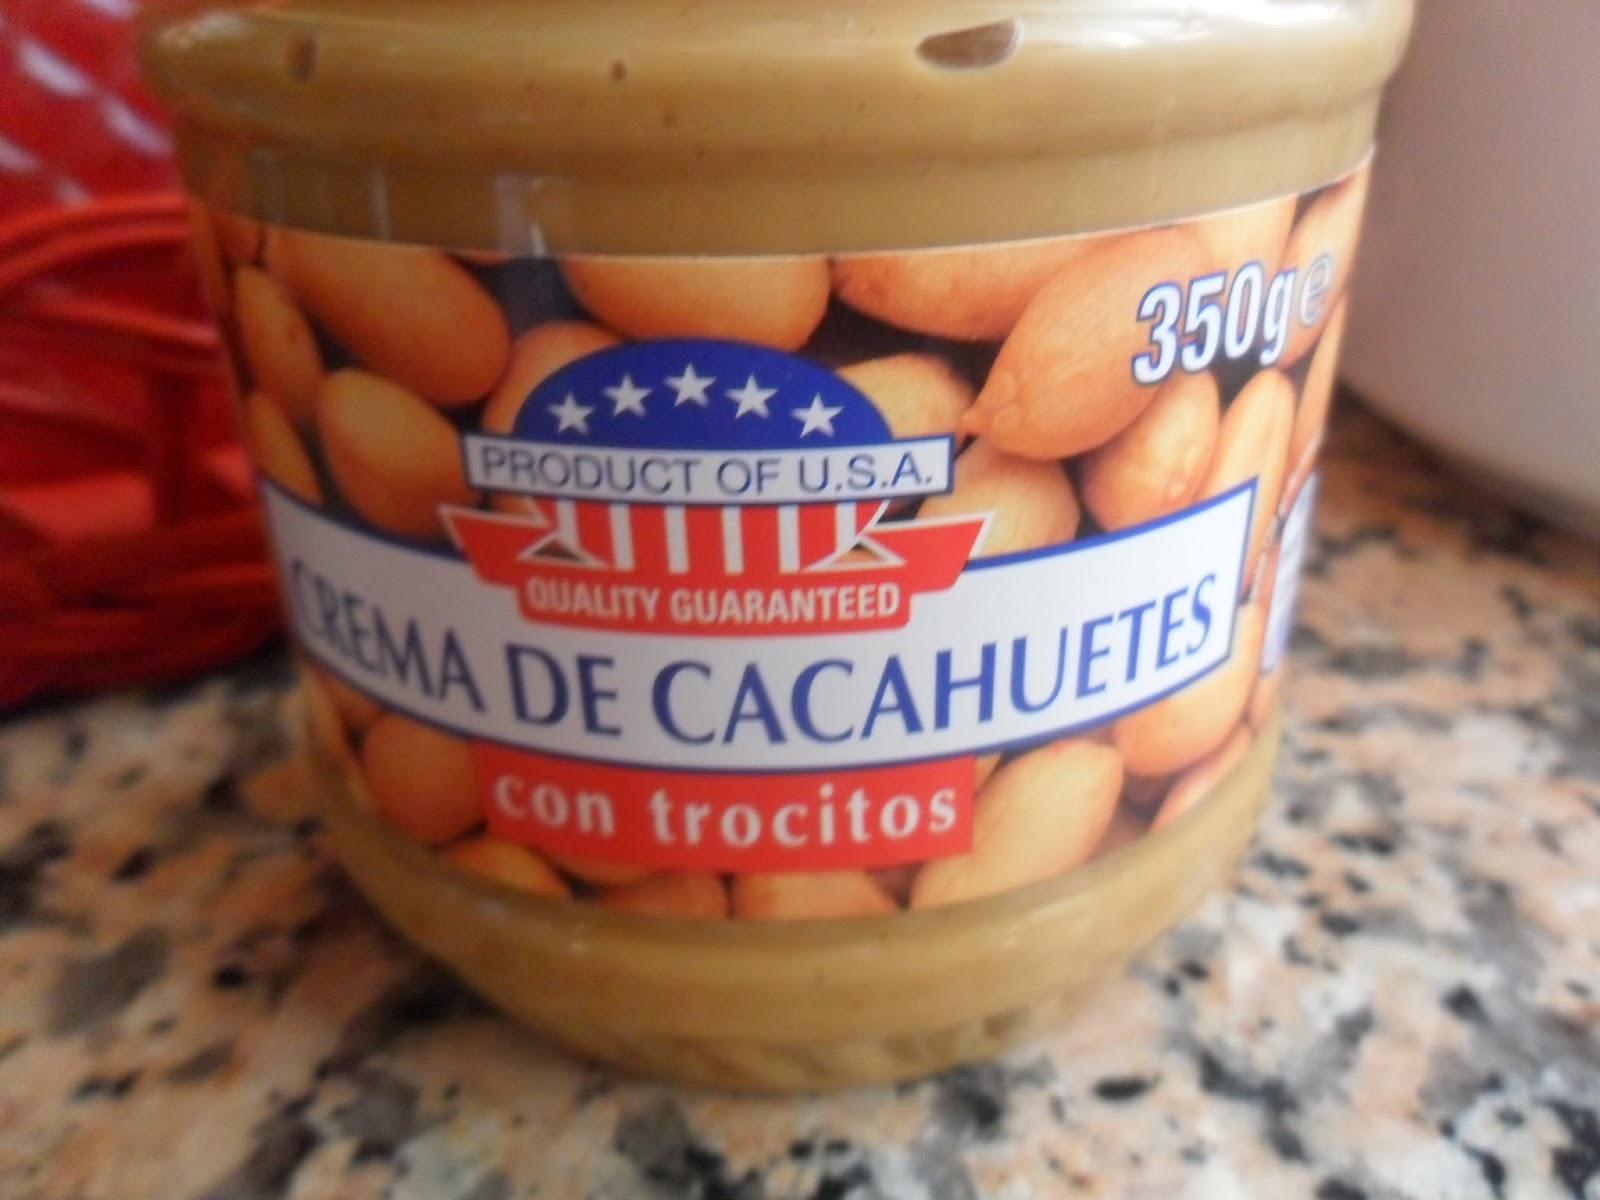 350g e
PRODUCT OF U.S.A.
QUALITY GUARANTEED
CREMA DE CACAHUETES
con trocitos